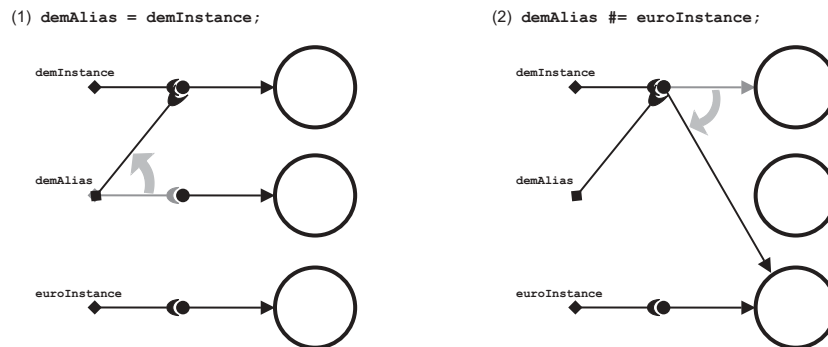 (1) demAlias = demInstance;
(2) demAlias #= euroInstance;
demInstance
demAlias
euroInstance
demInstance
demAlias
euroInstance